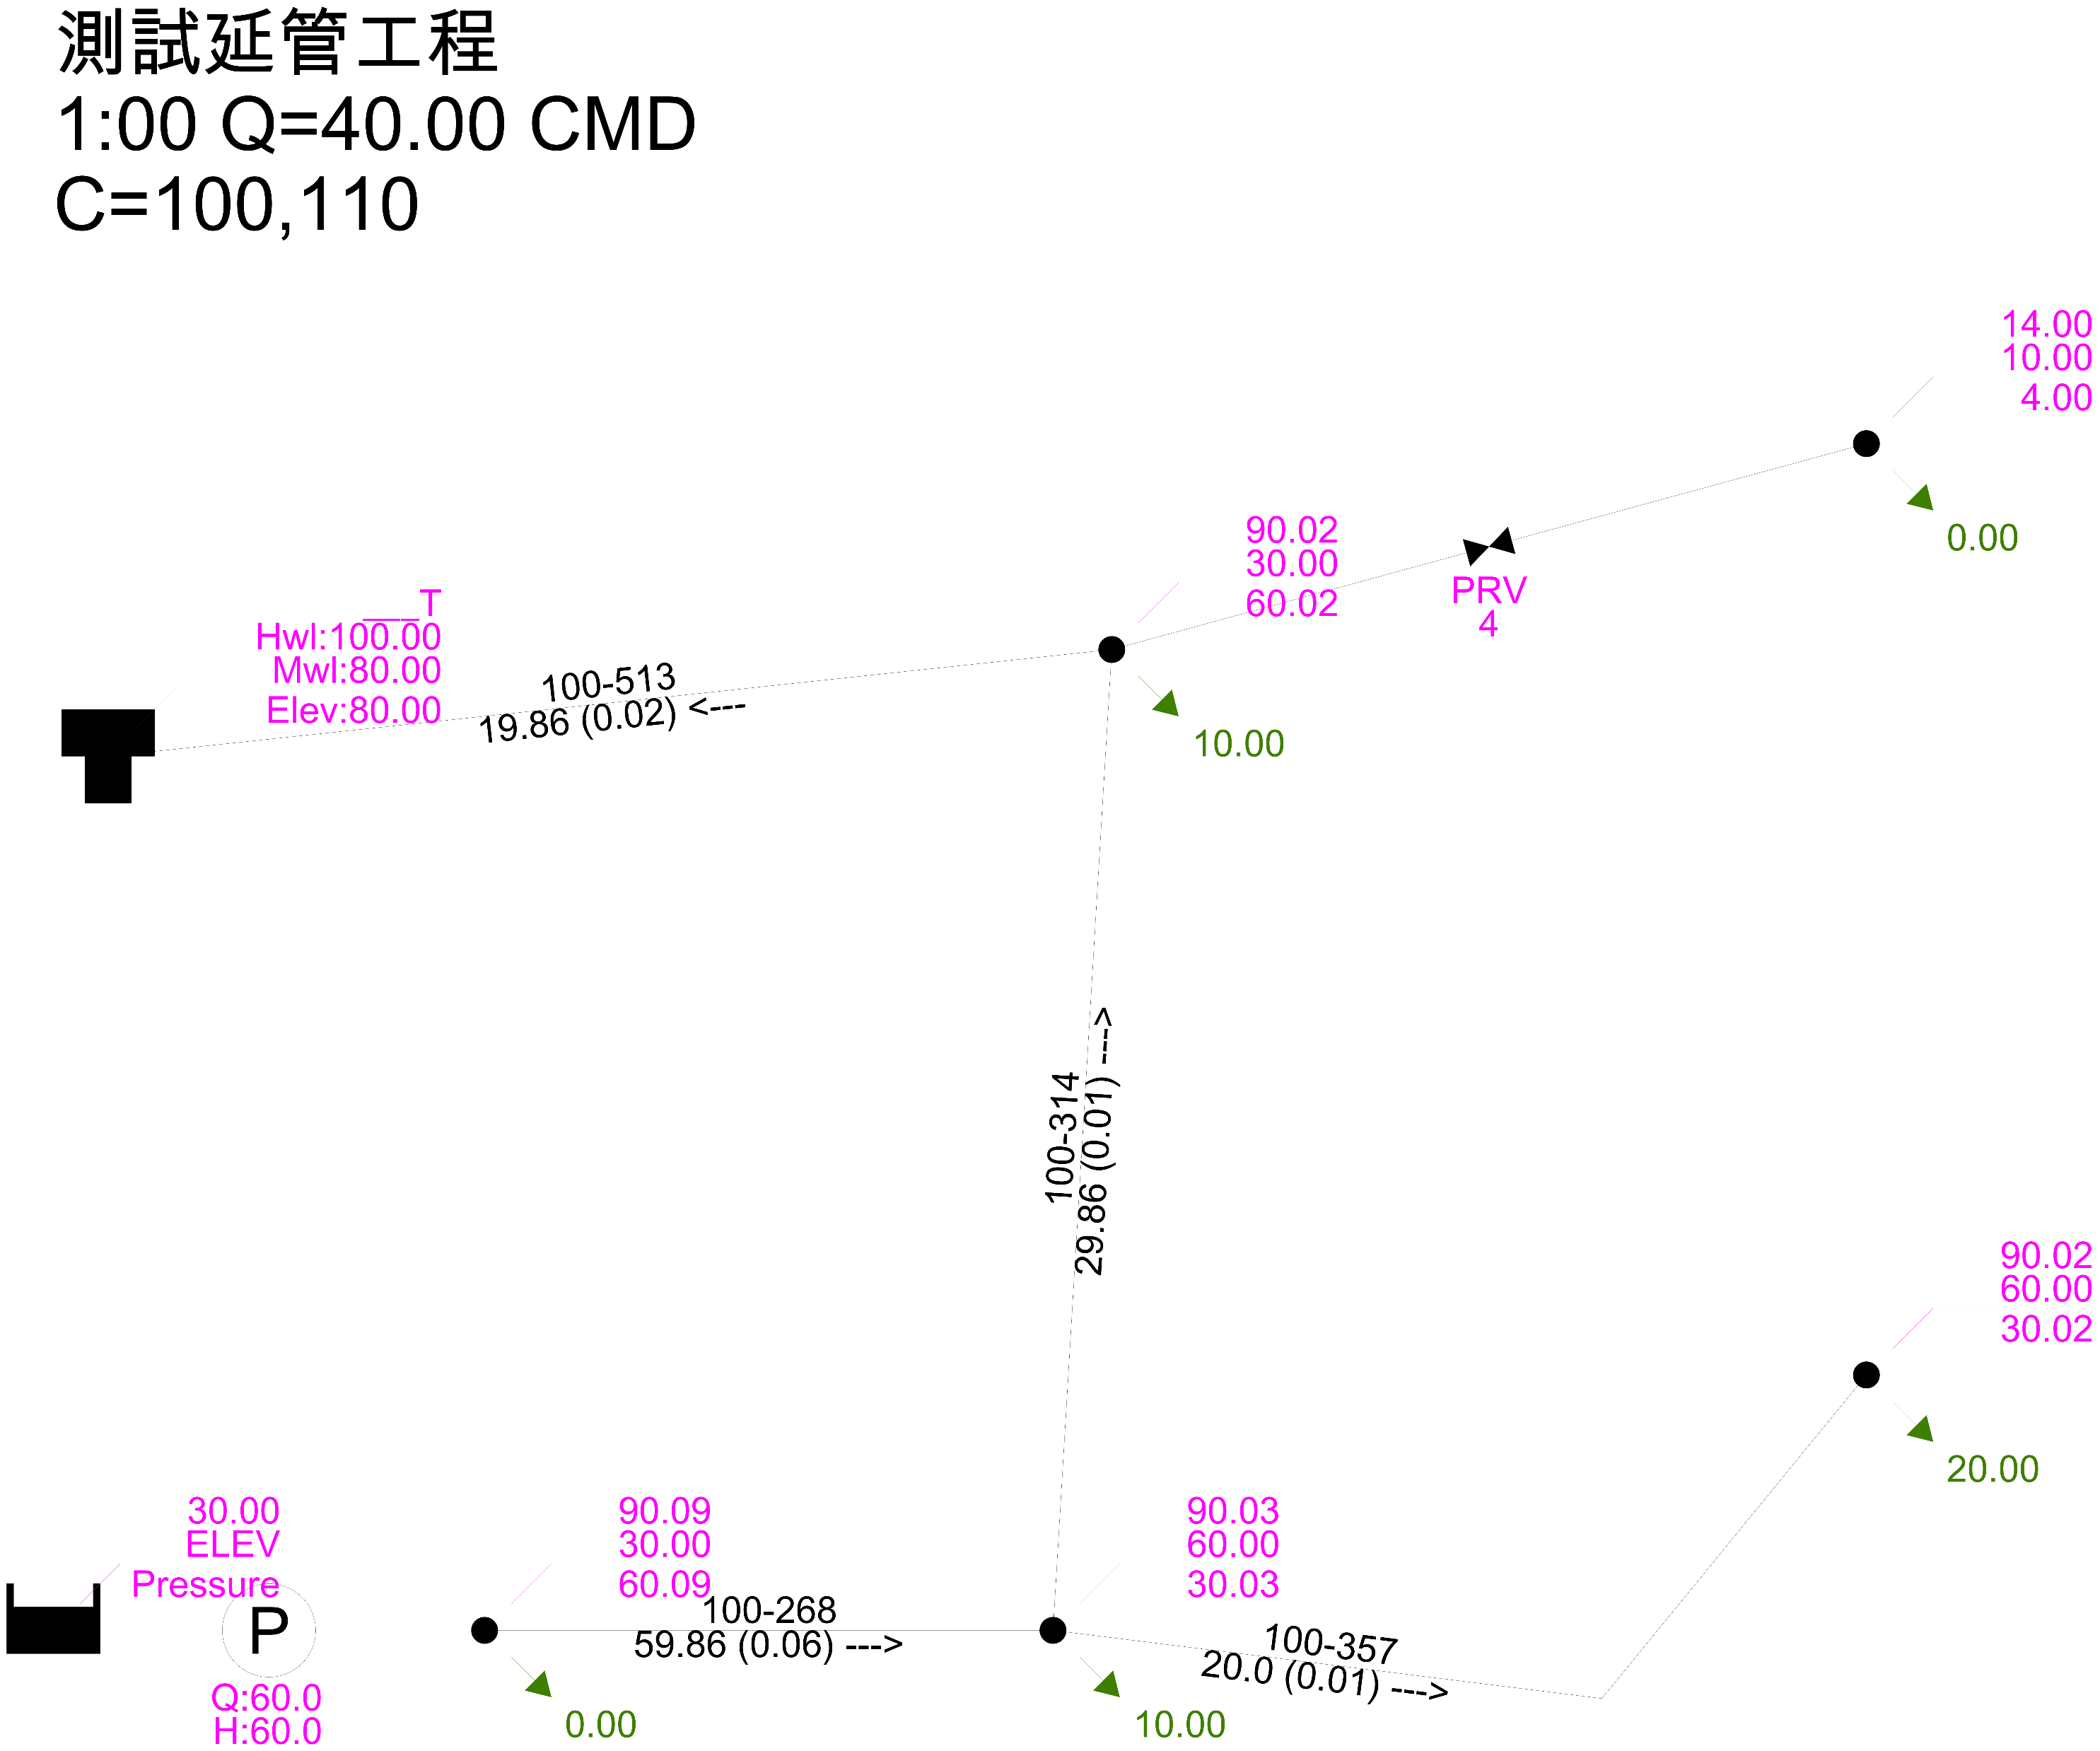 測試延管工程
1:00 Q=40.00 CMD
C=100,110
14.00
10.00
4.00
0.00
90.02
30.00
60.02
PRV
4
10.00
___T
Hwl:100.00
Mwl:80.00
Elev:80.00
100-513
19.86 (0.02) <---
100-314
29.86 (0.01) --->
90.02
60.00
30.02
20.00
30.00
ELEV
Pressure
P
Q:60.0
H:60.0
90.09
30.00
60.09
0.00
100-268
59.86 (0.06) --->
90.03
60.00
30.03
10.00
100-357
20.0 (0.01) --->